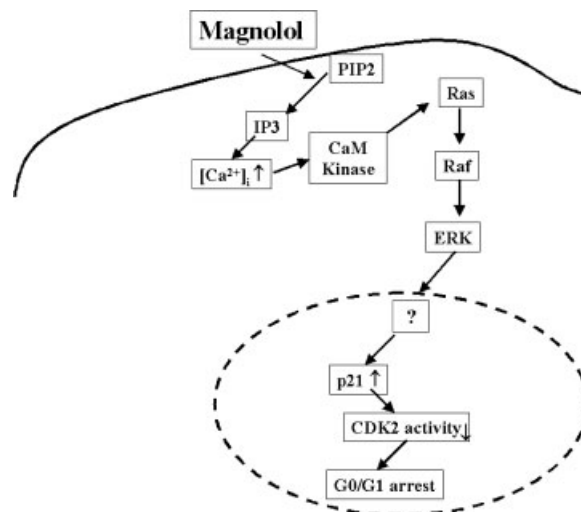 Magnolol
PIP2
IP3
[Ca²⁺]ᵢ ↑
CaM
Kinase
Ras
Raf
ERK
?
p21 ↑
CDK2 activity↓
G0/G1 arrest